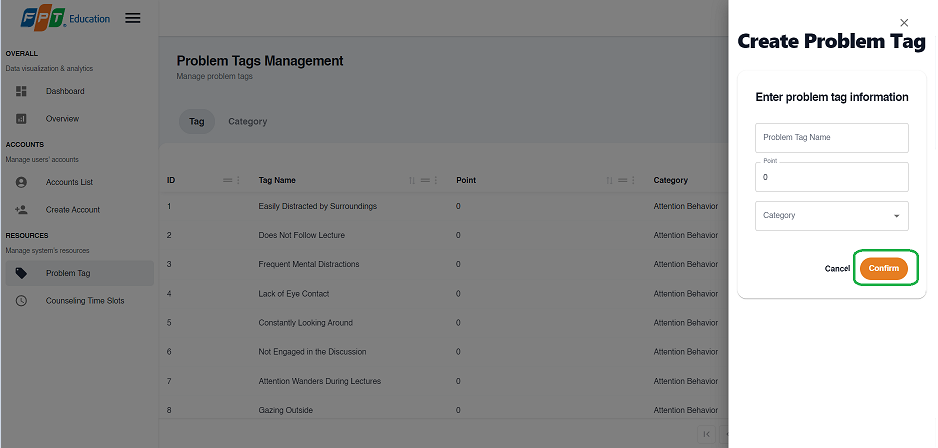 FPT Education
OVERALL
Data visualization & analytics
Dashboard
Overview
ACCOUNTS
Manage users' accounts
Accounts List
Create Account
RESOURCES
Manage system's resources
Problem Tag
Counseling Time Slots
Problem Tags Management
Manage problem tags
Tag Category
ID Tag Name Point Category
1 Easily Distracted by Surroundings 0 Attention Behavior
2 Does Not Follow Lecture 0 Attention Behavior
3 Frequent Mental Distractions 0 Attention Behavior
4 Lack of Eye Contact 0 Attention Behavior
5 Constantly Looking Around 0 Attention Behavior
6 Not Engaged in the Discussion 0 Attention Behavior
7 Attention Wanders During Lectures 0 Attention Behavior
8 Gazing Outside 0 Attention Behavior
Create Problem Tag
Enter problem tag information
Problem Tag Name
Point
0
Category
Cancel Confirm